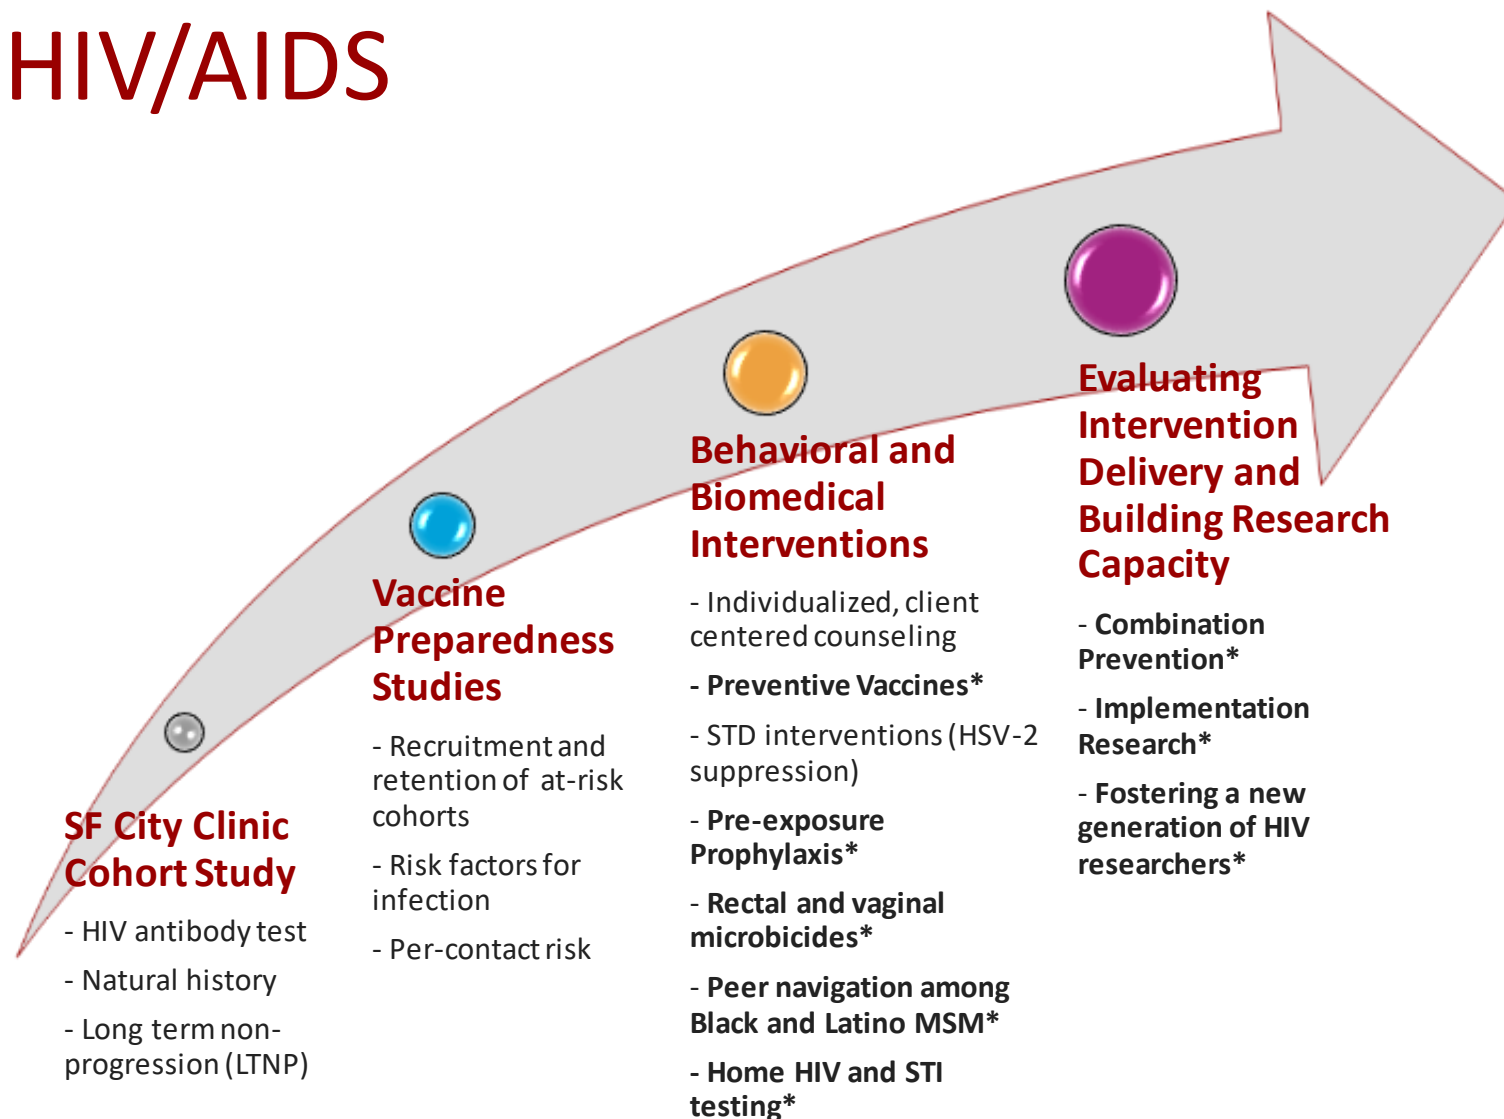 HIV/AIDS
SF City Clinic
Cohort Study
- HIV antibody test
- Natural history
- Long term non-
progression (LTNP)
Vaccine
Preparedness
Studies
- Recruitment and
retention of at-risk
cohorts
- Risk factors for
infection
- Per-contact risk
Behavioral and
Biomedical
Interventions
- Individualized, client
centered counseling
- Preventive Vaccines*
- STD interventions (HSV-2
suppression)
- Pre-exposure
Prophylaxis*
- Rectal and vaginal
microbicides*
- Peer navigation among
Black and Latino MSM*
- Home HIV and STI
testing*
Evaluating
Intervention
Delivery and
Building Research
Capacity
- Combination
Prevention*
- Implementation
Research*
- Fostering a new
generation of HIV
researchers*